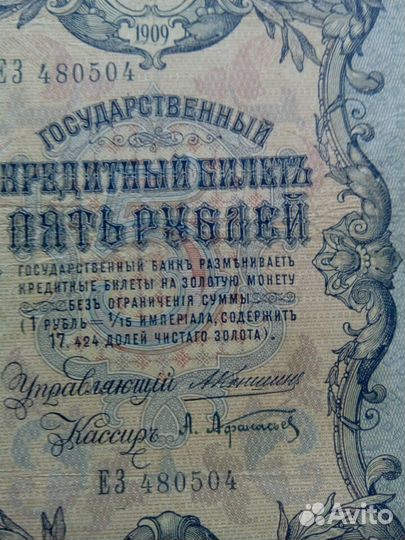 1909
ЕЗ 480504
ГОСУДАРСТВЕННЫЙ
КРЕДИТНЫЙ БИЛЕТЪ
ПЯТЬ РУБЛЕЙ
ГОСУДАРСТВЕННЫЙ БАНКЪ РАЗМѢНИВАЕТЪ
КРЕДИТНЫЕ БИЛЕТЫ НА ЗОЛОТУЮ МОНЕТУ
БЕЗЪ ОГРАНИЧЕНІЯ СУММЫ
(1 РУБЛЬ = 1/15 ИМПЕРІАЛА, СОДЕРЖИТЪ
17,424 ДОЛЕЙ ЧИСТАГО ЗОЛОТА).
Управляющій
Кассиръ А. Афанасьев
ЕЗ 480504
Avito